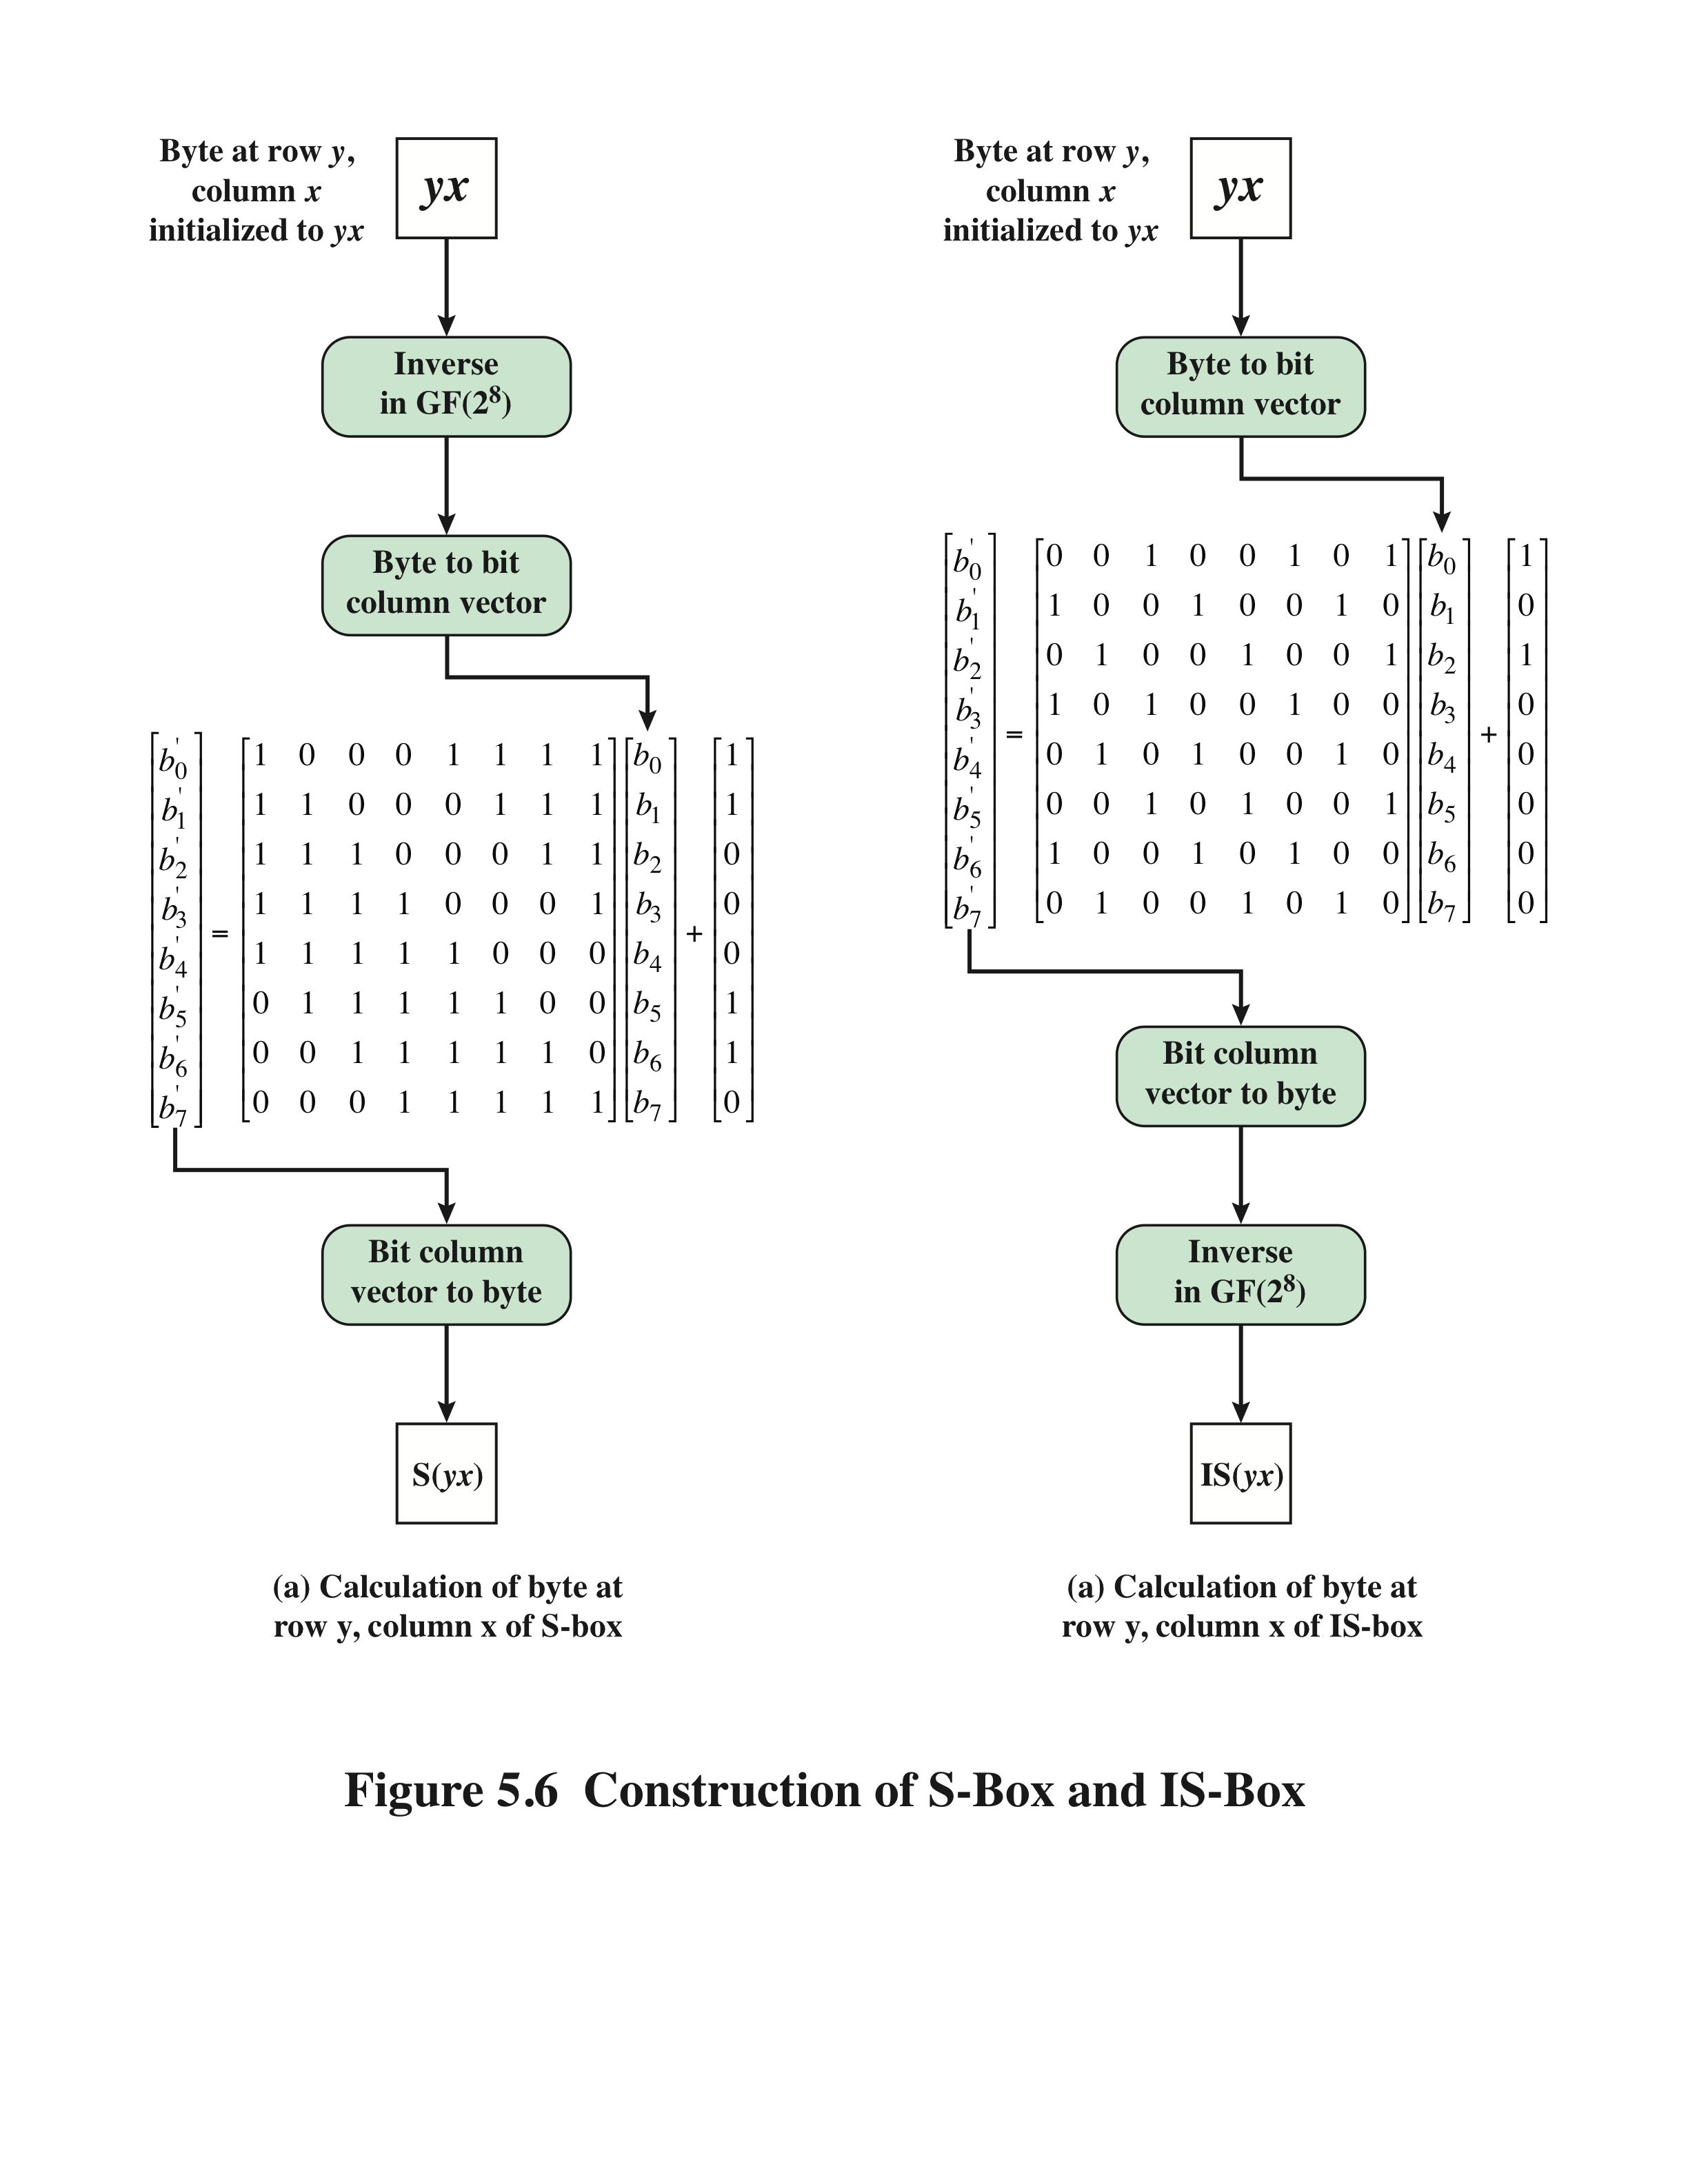 Byte at row y,
column x
initialized to yx
yx
Inverse
in GF(2⁸)
Byte to bit
column vector
b'₀ 1 0 0 0 1 1 1 1 b₀ 1
b'₁ 1 1 0 0 0 1 1 1 b₁ 1
b'₂ 1 1 1 0 0 0 1 1 b₂ 0
b'₃ 1 1 1 1 0 0 0 1 b₃ 0
= +
b'₄ 1 1 1 1 1 0 0 0 b₄ 0
b'₅ 0 1 1 1 1 1 0 0 b₅ 1
b'₆ 0 0 1 1 1 1 1 0 b₆ 1
b'₇ 0 0 0 1 1 1 1 1 b₇ 0
Bit column
vector to byte
S(yx)
(a) Calculation of byte at
row y, column x of S-box
Byte at row y,
column x
initialized to yx
yx
Byte to bit
column vector
b'₀ 0 0 1 0 0 1 0 1 b₀ 1
b'₁ 1 0 0 1 0 0 1 0 b₁ 0
b'₂ 0 1 0 0 1 0 0 1 b₂ 1
b'₃ 1 0 1 0 0 1 0 0 b₃ 0
= +
b'₄ 0 1 0 1 0 0 1 0 b₄ 0
b'₅ 0 0 1 0 1 0 0 1 b₅ 0
b'₆ 1 0 0 1 0 1 0 0 b₆ 0
b'₇ 0 1 0 0 1 0 1 0 b₇ 0
Bit column
vector to byte
Inverse
in GF(2⁸)
IS(yx)
(a) Calculation of byte at
row y, column x of IS-box
Figure 5.6 Construction of S-Box and IS-Box